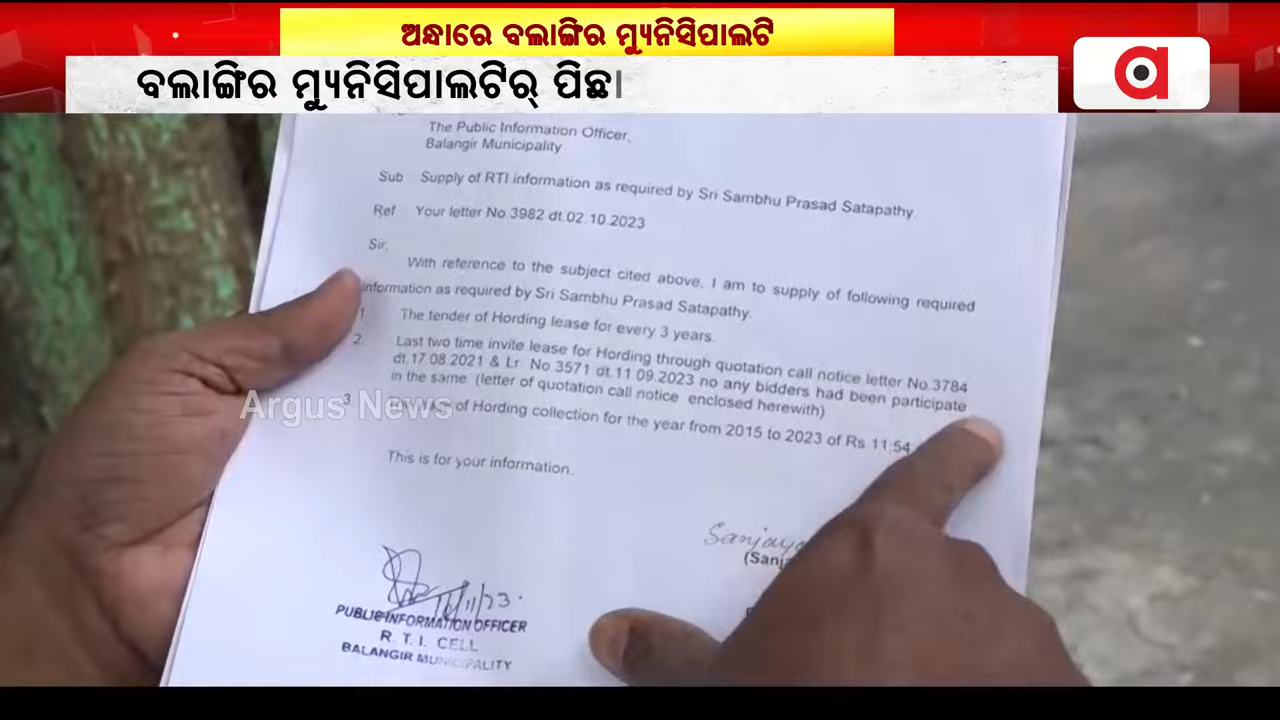 ଅନ୍ଧାରେ ବଲାଙ୍ଗିର ମ୍ୟୁନିସିପାଲଟି
ବଲାଙ୍ଗିର ମ୍ୟୁନିସିପାଲଟିର୍ ପିଛା
a
The Public Information Officer,
Balangir Municipality
Sub Supply of RTI information as required by Sri Sambhu Prasad Satapathy
Ref Your letter No.3982 dt.02.10.2023
Sir,
With reference to the subject cited above, I am to supply of following required
information as required by Sri Sambhu Prasad Satapathy.
1 The tender of Hording lease for every 3 years.
2. Last two time invite lease for Hording through quotation call notice letter No.3784
dt.17.08.2021 & Lr No.3571 dt.11.09.2023 no any bidders had been participate
in the same. (letter of quotation call notice enclosed herewith)
3 of Hording collection for the year from 2015 to 2023 of Rs 11,54
This is for your information.
Argus News
Sanjaya
(Sanja
11/23.
PUBLIC INFORMATION OFFICER
R. T. I. CELL
BALANGIR MUNICIPALITY